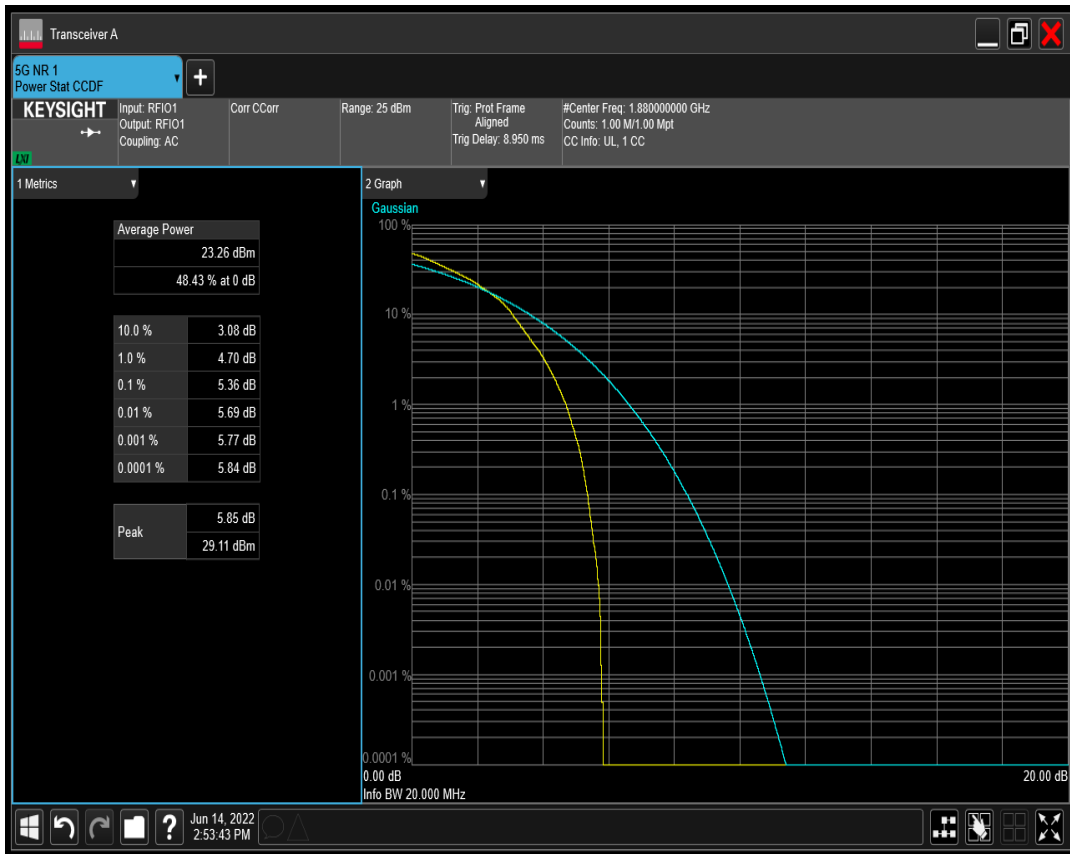 Transceiver A
5G NR 1
Power Stat CCDF
+
KEYSIGHT
LXI
Input: RFIO1
Output: RFIO1
Coupling: AC
Corr CCorr
Range: 25 dBm
Trig: Prot Frame
Aligned
Trig Delay: 8.950 ms
#Center Freq: 1.880000000 GHz
Counts: 1.00 M/1.00 Mpt
CC Info: UL, 1 CC
1 Metrics
Average Power
23.26 dBm
48.43 % at 0 dB
10.0 % 3.08 dB
1.0 % 4.70 dB
0.1 % 5.36 dB
0.01 % 5.69 dB
0.001 % 5.77 dB
0.0001 % 5.84 dB
Peak 5.85 dB
29.11 dBm
2 Graph
Gaussian
100 %
10 %
1 %
0.1 %
0.01 %
0.001 %
0.0001 %
0.00 dB 20.00 dB
Info BW 20.000 MHz
?
Jun 14, 2022
2:53:43 PM